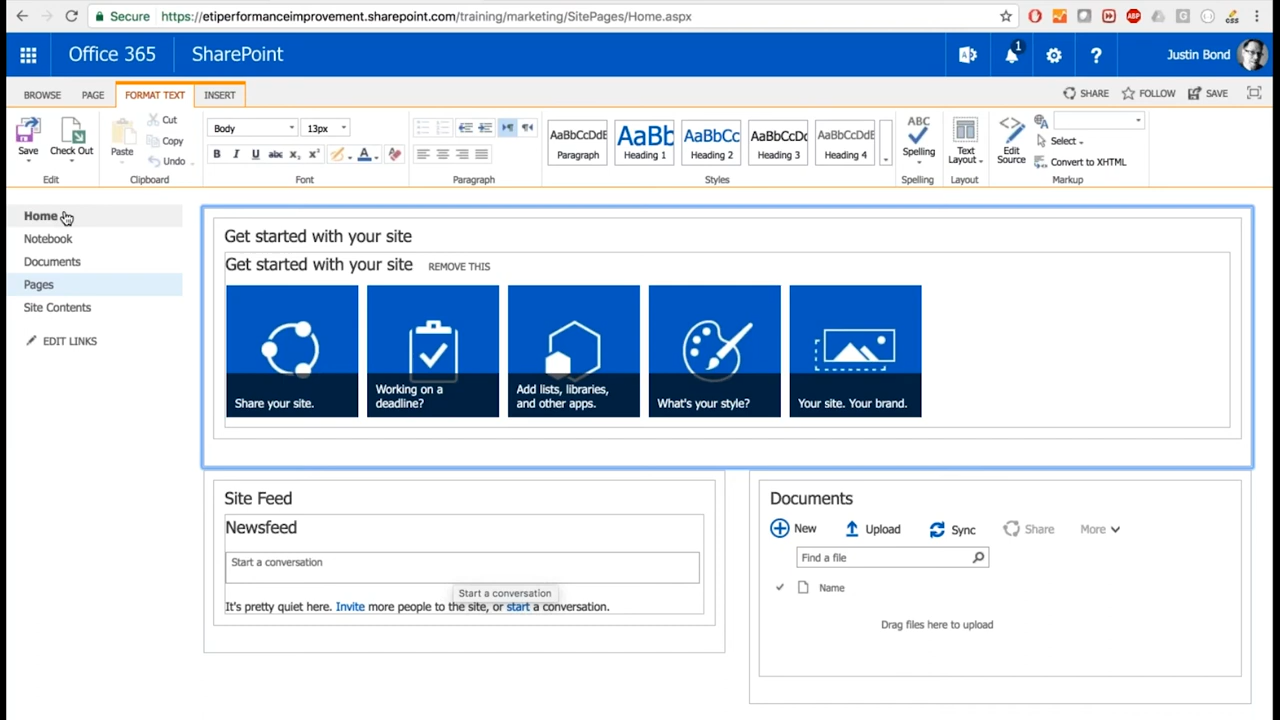 Secure https://etiperformanceimprovement.sharepoint.com/training/marketing/SitePages/Home.aspx
ABP
css
Office 365 SharePoint
1
?
Justin Bond
BROWSE PAGE FORMAT TEXT INSERT
SHARE FOLLOW SAVE
Save
Check Out
Edit
Paste
Cut
Copy
Undo
Clipboard
Body 13px
B I U abc x₂ x² A
Font
Paragraph
AaBbCcDdE Paragraph
AaBb Heading 1
AaBbCc Heading 2
AaBbCcDc Heading 3
AaBbCcDdE Heading 4
Styles
ABC
Spelling
Spelling
Text
Layout
Layout
Edit
Source
Select
Convert to XHTML
Markup
Home
Notebook
Documents
Pages
Site Contents
EDIT LINKS
Get started with your site
Get started with your site REMOVE THIS
Share your site.
Working on a
deadline?
Add lists, libraries,
and other apps.
What's your style?
Your site. Your brand.
Site Feed
Newsfeed
Start a conversation
Start a conversation
It's pretty quiet here. Invite more people to the site, or start a conversation.
Documents
New Upload Sync Share More
Find a file
Name
Drag files here to upload